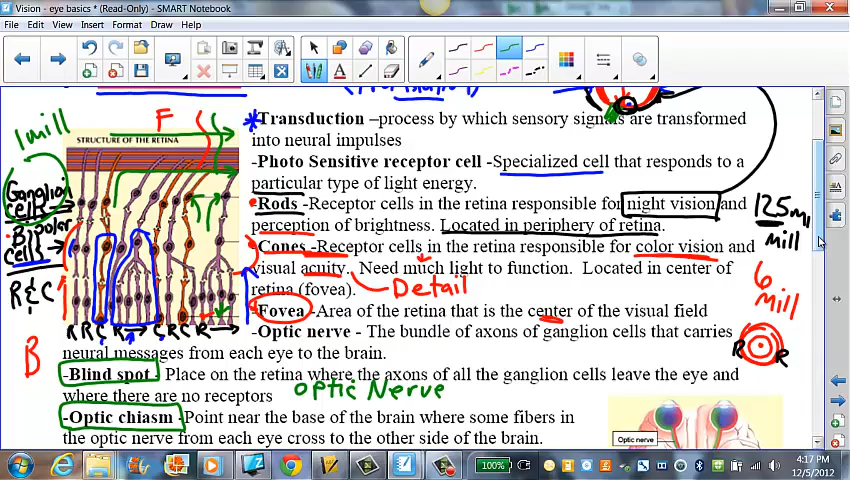 Vision - eye basics * (Read-Only) - SMART Notebook
File Edit View Insert Format Draw Help
1 mill
F
STRUCTURE OF THE RETINA
Ganglion
cells
Bipolar
Cells
R & C
R R C R C R
B
*Transduction –process by which sensory signals are transformed
into neural impulses
-Photo Sensitive receptor cell -Specialized cell that responds to a
particular type of light energy.
-Rods -Receptor cells in the retina responsible for night vision and
perception of brightness. Located in periphery of retina.
-Cones -Receptor cells in the retina responsible for color vision and
visual acuity. Need much light to function. Located in center of
retina (fovea).
Detail
-Fovea -Area of the retina that is the center of the visual field
-Optic nerve - The bundle of axons of ganglion cells that carries
neural messages from each eye to the brain.
-Blind spot - Place on the retina where the axons of all the ganglion cells leave the eye and
where there are no receptors
optic Nerve
-Optic chiasm -Point near the base of the brain where some fibers in
the optic nerve from each eye cross to the other side of the brain.
125 mill
mill
6
mill
R R
Optic nerve
100%
4:17 PM
12/5/2012